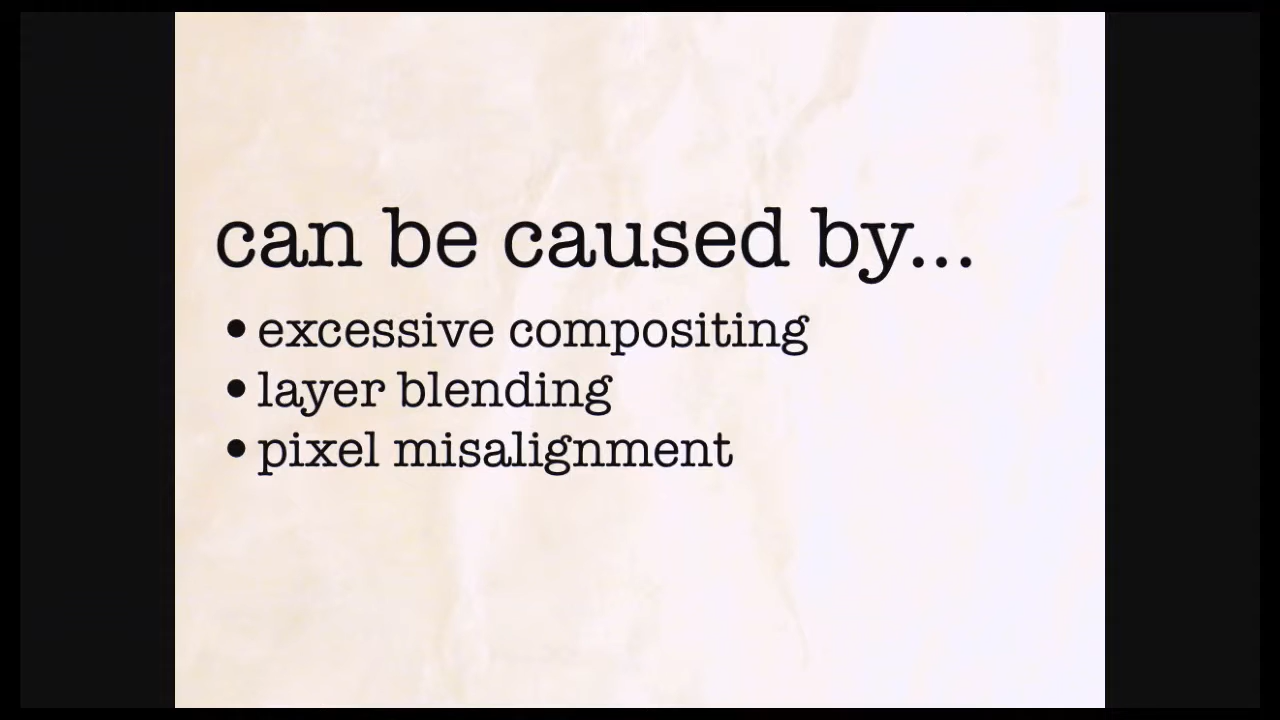 can be caused by...
• excessive compositing
• layer blending
• pixel misalignment